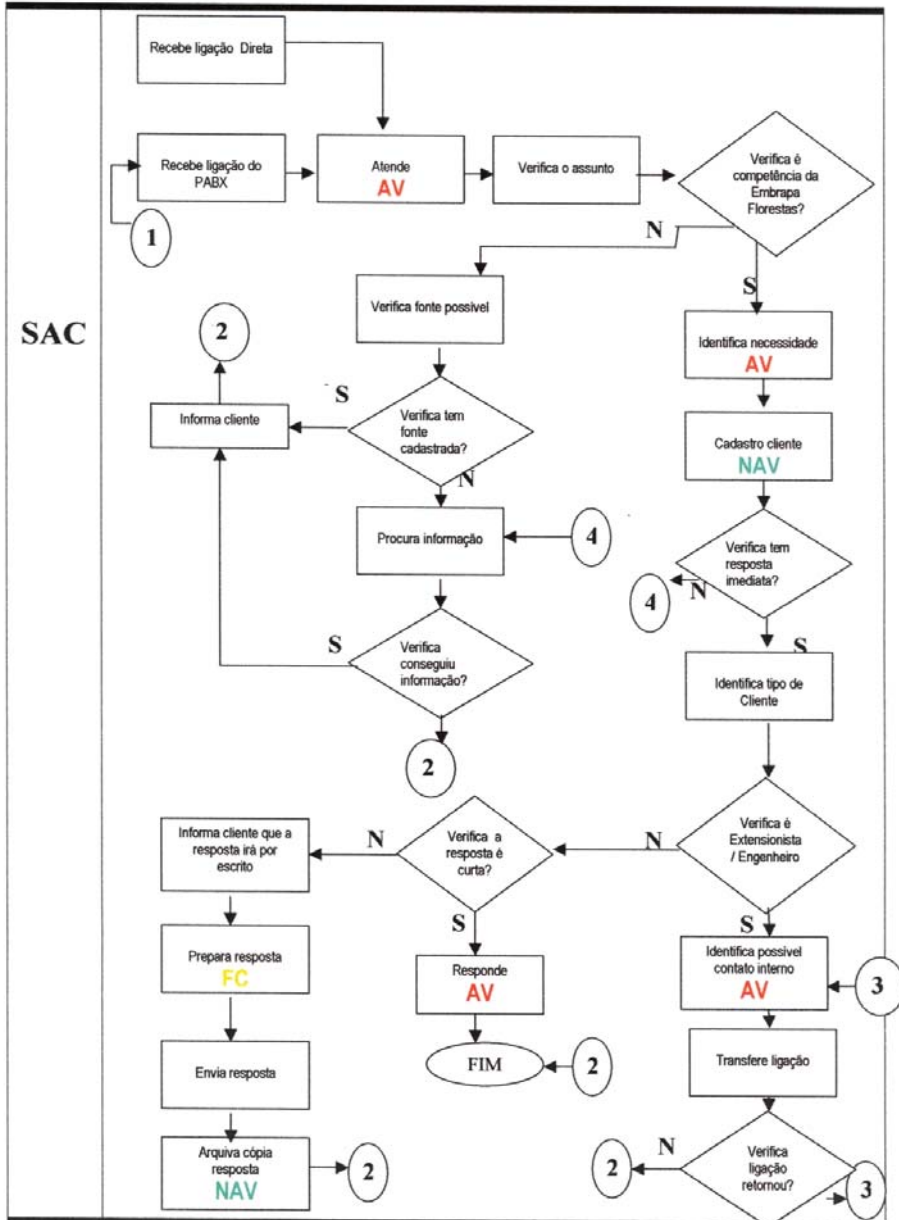 Recebe ligação Direta
Recebe ligação do
PABX
Atende
AV
Verifica o assunto
Verifica é
competência da
Embrapa
Florestas?
1
N
S
SAC
Verifica fonte possivel
2
Identifica necessidade
AV
S
Informa cliente
Verifica tem
fonte
cadastrada?
Cadastro cliente
NAV
N
Procura informação
4
Verifica tem
resposta
imediata?
4
N
S
S
Verifica
conseguiu
informação?
Identifica tipo de
Cliente
2
Informa cliente que a
resposta irá por
escrito
N
Verifica a
resposta é
curta?
N
Verifica é
Extensionista
/ Engenheiro
S
S
Prepara resposta
FC
Responde
AV
Identifica possivel
contato interno
AV
3
Envia resposta
FIM
2
Transfere ligação
Arquiva cópia
resposta
NAV
2
2
N
Verifica
ligação
retornou?
3